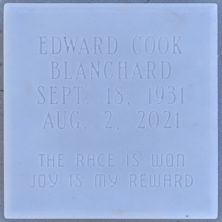 EDWARD COOK
BLANCHARD
SEPT. 18, 1931
AUG. 2, 2021
THE RACE IS WON
JOY IS MY REWARD